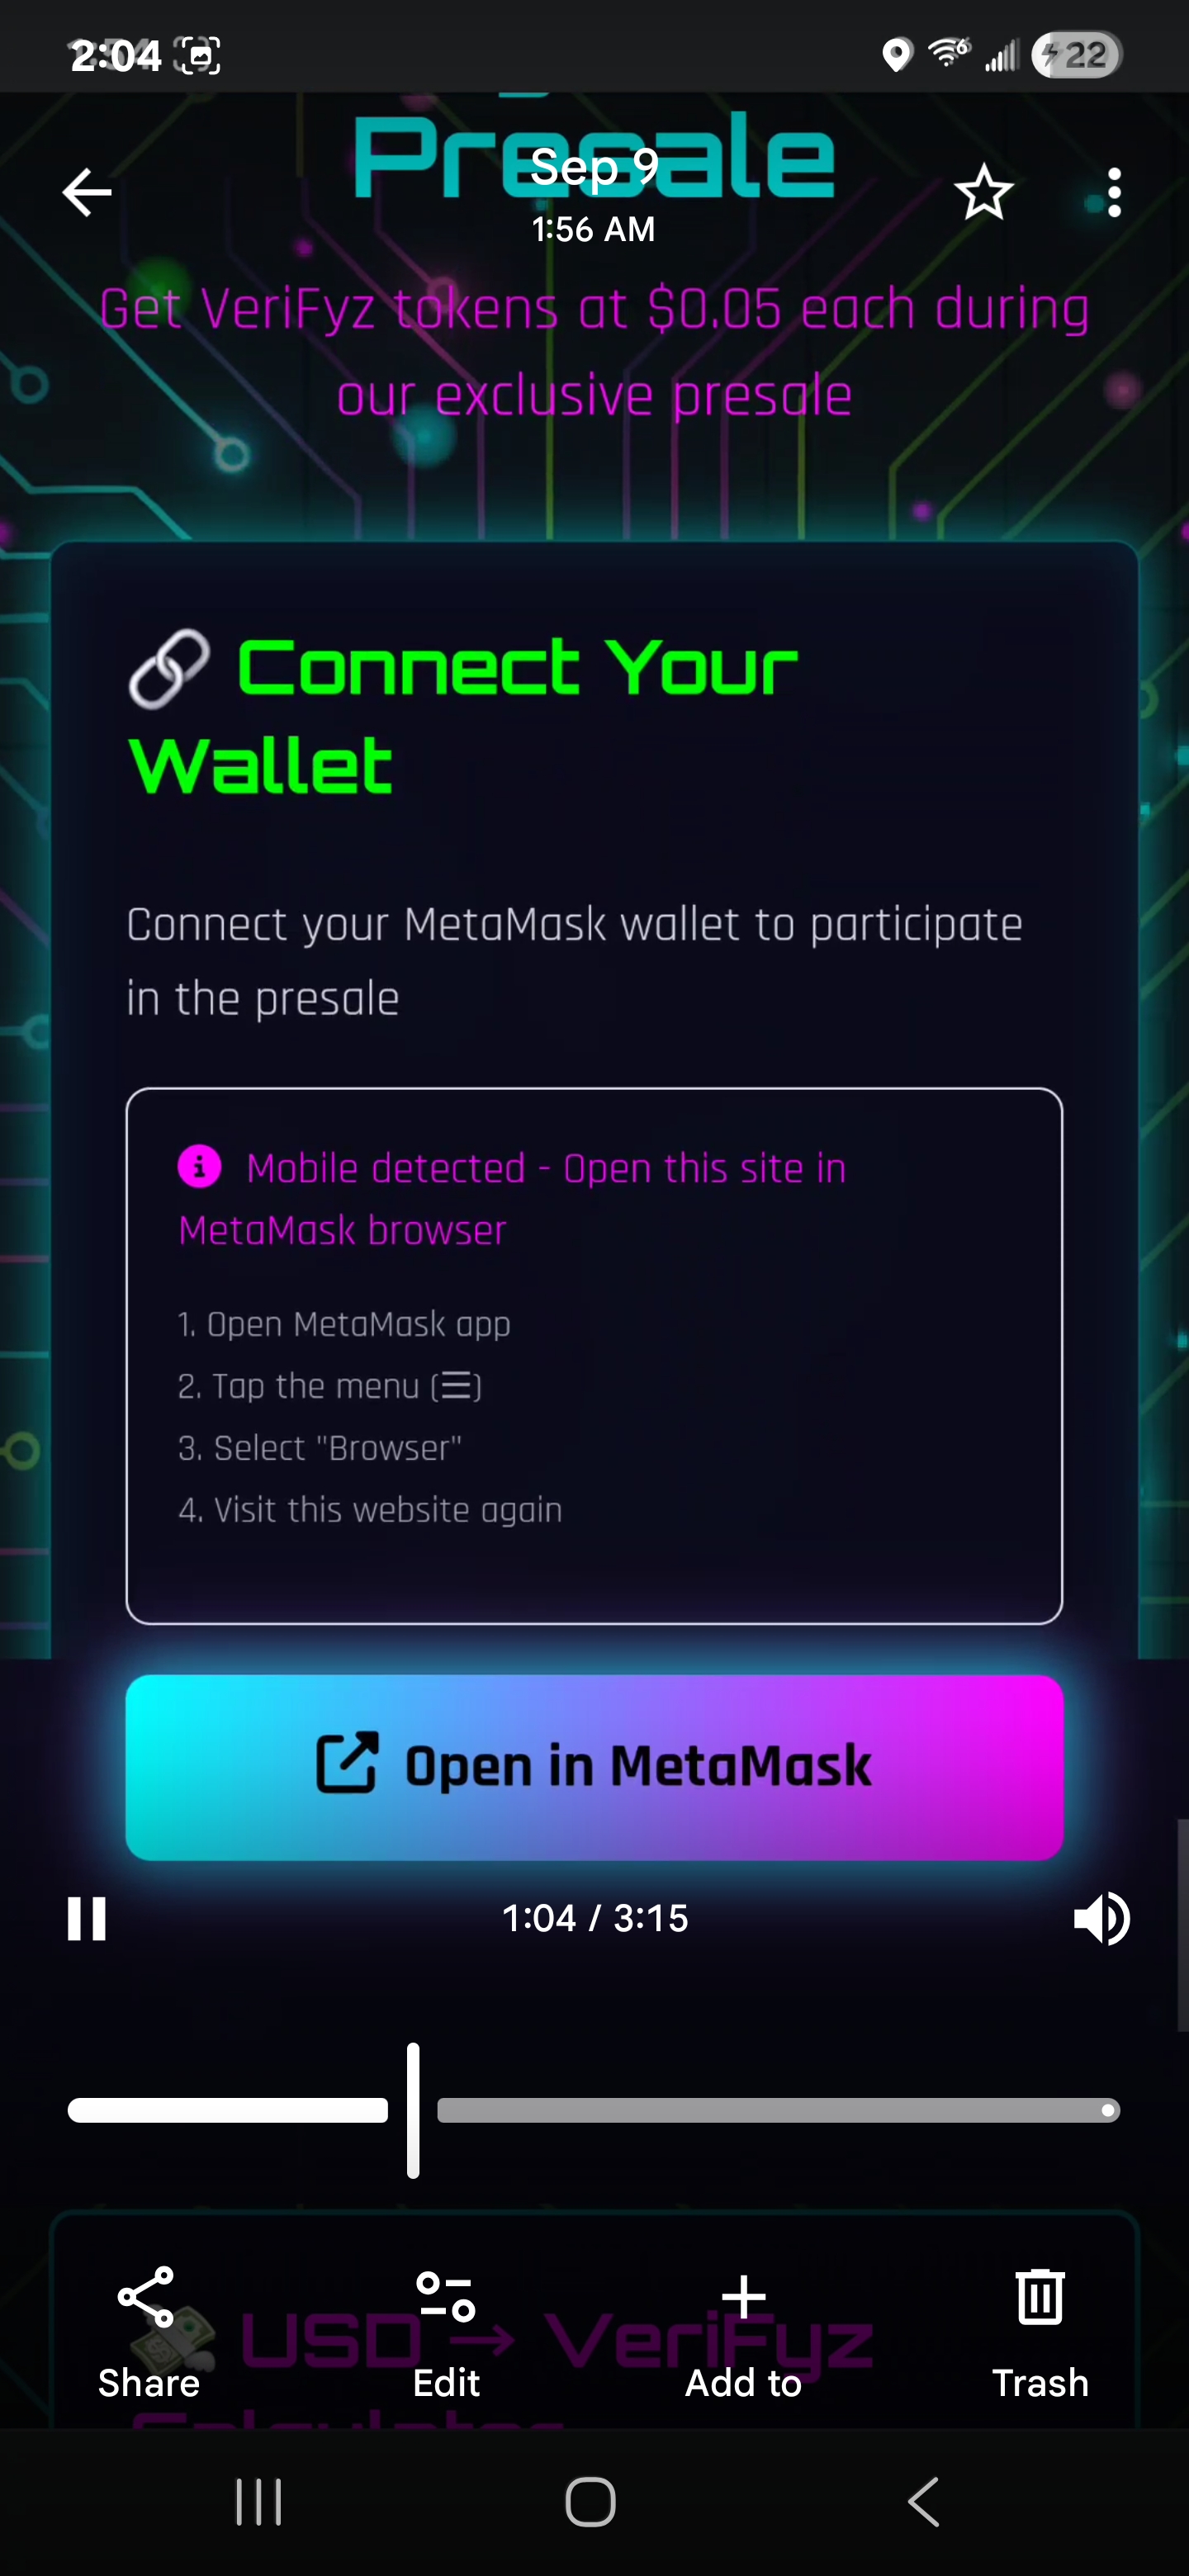 2:04
22
Presale
Sep 9
1:56 AM
Get VeriFyz tokens at $0.05 each during
our exclusive presale
Connect Your
Wallet
Connect your MetaMask wallet to participate
in the presale
Mobile detected - Open this site in
MetaMask browser
1. Open MetaMask app
2. Tap the menu (☰)
3. Select "Browser"
4. Visit this website again
Open in MetaMask
1:04 / 3:15
USD → VeriFyz
Calculator
Share
Edit
Add to
Trash